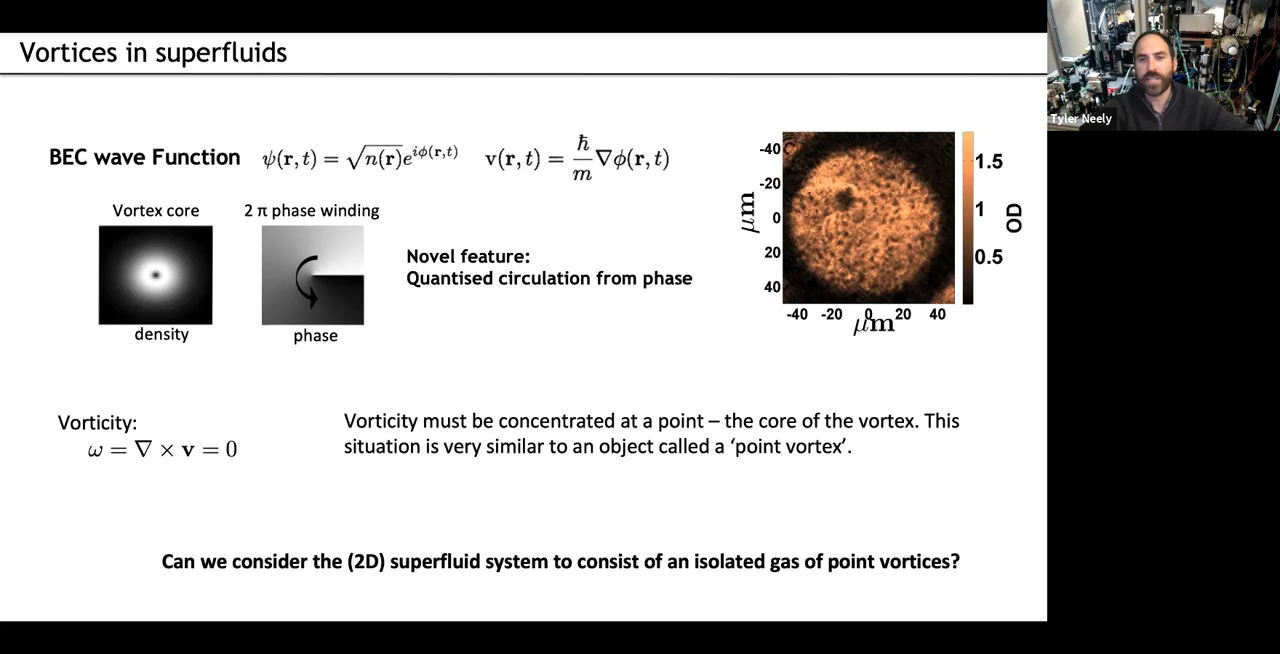 Vortices in superfluids
Tyler Neely
BEC wave Function ψ(r, t) = √n(r)e^{iϕ(r,t)} v(r, t) = ħ/m ∇ϕ(r, t)
Vortex core
2 π phase winding
density
phase
Novel feature:
Quantised circulation from phase
-40
-20
0
20
40
μm
-40 -20 0 20 40
μm
1.5
1
0.5
OD
Vorticity:
ω = ∇ × v = 0
Vorticity must be concentrated at a point – the core of the vortex. This
situation is very similar to an object called a ‘point vortex’.
Can we consider the (2D) superfluid system to consist of an isolated gas of point vortices?